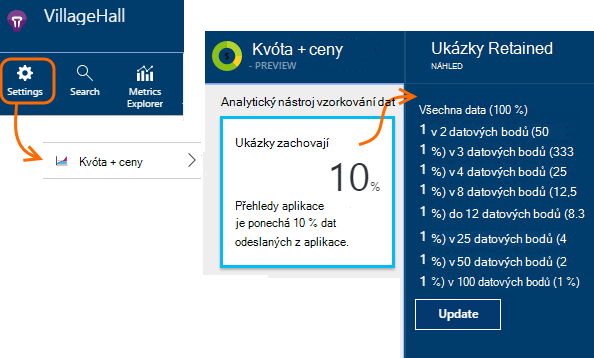 VillageHall
Settings
Search
Metrics
Explorer
Kvóta + ceny
Kvóta + ceny
- PREVIEW
Analytický nástroj vzorkování dat
Ukázky zachovají
10%
Přehledy aplikace
je ponechá 10 % dat
odeslaných z aplikace.
Ukázky Retained
NÁHLED
Všechna data (100 %)
1 v 2 datových bodů (50
1 %) v 3 datových bodů (333
1 %) v 4 datových bodů (25
1 %) v 8 datových bodů (12,5
1 %) do 12 datových bodů (8.3
1 %) v 25 datových bodů (4
1 %) v 50 datových bodů (2
1 %) v 100 datových bodů (1 %)
Update